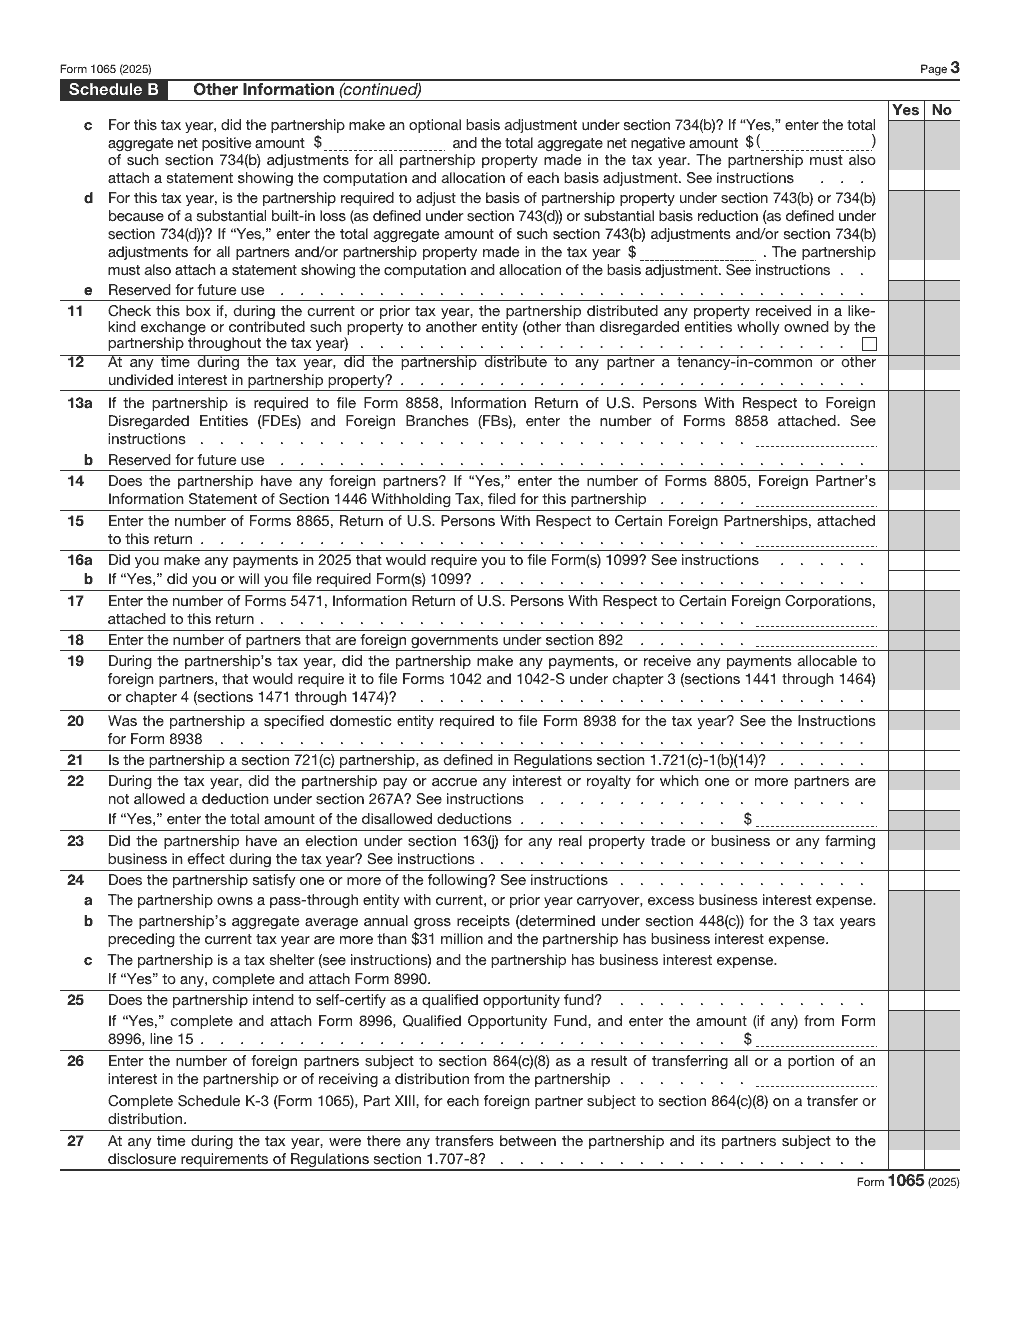 Form 1065 (2025) Page 3
Schedule B Other Information (continued)
Yes No
c For this tax year, did the partnership make an optional basis adjustment under section 734(b)? If “Yes,” enter the total
aggregate net positive amount $ and the total aggregate net negative amount $ ( )
of such section 734(b) adjustments for all partnership property made in the tax year. The partnership must also
attach a statement showing the computation and allocation of each basis adjustment. See instructions . . .
d For this tax year, is the partnership required to adjust the basis of partnership property under section 743(b) or 734(b)
because of a substantial built-in loss (as defined under section 743(d)) or substantial basis reduction (as defined under
section 734(d))? If “Yes,” enter the total aggregate amount of such section 743(b) adjustments and/or section 734(b)
adjustments for all partners and/or partnership property made in the tax year $ . The partnership
must also attach a statement showing the computation and allocation of the basis adjustment. See instructions . .
e Reserved for future use . . . . . . . . . . . . . . . . . . . . . . . . . . . . . . .
11 Check this box if, during the current or prior tax year, the partnership distributed any property received in a like-
kind exchange or contributed such property to another entity (other than disregarded entities wholly owned by the
partnership throughout the tax year) . . . . . . . . . . . . . . . . . . . . . . . . . .
12 At any time during the tax year, did the partnership distribute to any partner a tenancy-in-common or other
undivided interest in partnership property? . . . . . . . . . . . . . . . . . . . . . . . . .
13a If the partnership is required to file Form 8858, Information Return of U.S. Persons With Respect to Foreign
Disregarded Entities (FDEs) and Foreign Branches (FBs), enter the number of Forms 8858 attached. See
instructions . . . . . . . . . . . . . . . . . . . . . . . . . . . . .
b Reserved for future use . . . . . . . . . . . . . . . . . . . . . . . . . . . . . . .
14 Does the partnership have any foreign partners? If “Yes,” enter the number of Forms 8805, Foreign Partner’s
Information Statement of Section 1446 Withholding Tax, filed for this partnership . . . . .
15 Enter the number of Forms 8865, Return of U.S. Persons With Respect to Certain Foreign Partnerships, attached
to this return . . . . . . . . . . . . . . . . . . . . . . . . . . . . .
16a Did you make any payments in 2025 that would require you to file Form(s) 1099? See instructions . . . . .
b If “Yes,” did you or will you file required Form(s) 1099? . . . . . . . . . . . . . . . . . . . . .
17 Enter the number of Forms 5471, Information Return of U.S. Persons With Respect to Certain Foreign Corporations,
attached to this return . . . . . . . . . . . . . . . . . . . . . . . . . .
18 Enter the number of partners that are foreign governments under section 892 . . . . . .
19 During the partnership’s tax year, did the partnership make any payments, or receive any payments allocable to
foreign partners, that would require it to file Forms 1042 and 1042-S under chapter 3 (sections 1441 through 1464)
or chapter 4 (sections 1471 through 1474)? . . . . . . . . . . . . . . . . . . . . . . . .
20 Was the partnership a specified domestic entity required to file Form 8938 for the tax year? See the Instructions
for Form 8938 . . . . . . . . . . . . . . . . . . . . . . . . . . . . . . . . . .
21 Is the partnership a section 721(c) partnership, as defined in Regulations section 1.721(c)-1(b)(14)? . . . . .
22 During the tax year, did the partnership pay or accrue any interest or royalty for which one or more partners are
not allowed a deduction under section 267A? See instructions . . . . . . . . . . . . . . . . . .
If “Yes,” enter the total amount of the disallowed deductions . . . . . . . . . . . $
23 Did the partnership have an election under section 163(j) for any real property trade or business or any farming
business in effect during the tax year? See instructions . . . . . . . . . . . . . . . . . . . . .
24 Does the partnership satisfy one or more of the following? See instructions . . . . . . . . . . . . .
a The partnership owns a pass-through entity with current, or prior year carryover, excess business interest expense.
b The partnership’s aggregate average annual gross receipts (determined under section 448(c)) for the 3 tax years
preceding the current tax year are more than $31 million and the partnership has business interest expense.
c The partnership is a tax shelter (see instructions) and the partnership has business interest expense.
If “Yes” to any, complete and attach Form 8990.
25 Does the partnership intend to self-certify as a qualified opportunity fund? . . . . . . . . . . . . .
If “Yes,” complete and attach Form 8996, Qualified Opportunity Fund, and enter the amount (if any) from Form
8996, line 15 . . . . . . . . . . . . . . . . . . . . . . . . . . . . $
26 Enter the number of foreign partners subject to section 864(c)(8) as a result of transferring all or a portion of an
interest in the partnership or of receiving a distribution from the partnership . . . . . . .
Complete Schedule K-3 (Form 1065), Part XIII, for each foreign partner subject to section 864(c)(8) on a transfer or
distribution.
27 At any time during the tax year, were there any transfers between the partnership and its partners subject to the
disclosure requirements of Regulations section 1.707-8? . . . . . . . . . . . . . . . . . . . .
Form 1065 (2025)